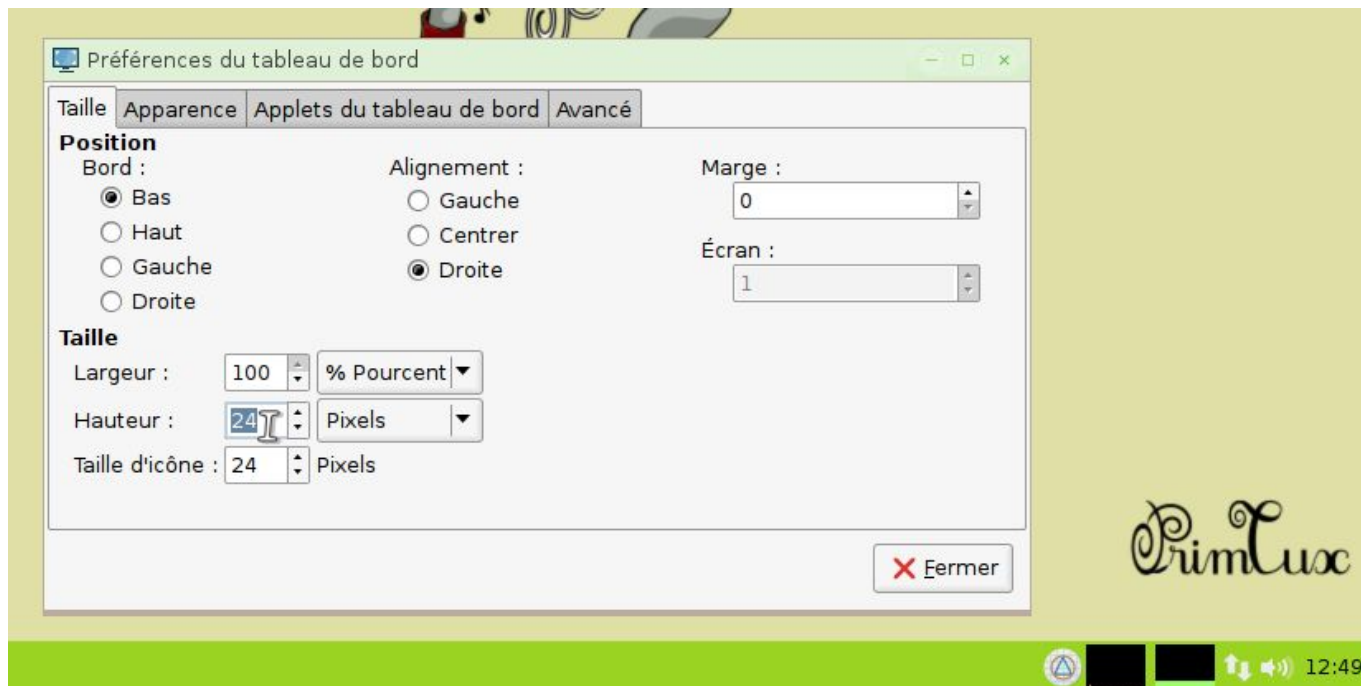 Préférences du tableau de bord
Taille Apparence Applets du tableau de bord Avancé
Position
Bord : Alignement : Marge :
Bas Gauche 0
Haut Centrer
Écran :
Gauche Droite 1
Droite
Taille
Largeur : 100 % Pourcent
Hauteur : 24 Pixels
Taille d'icône : 24 Pixels
Fermer
PrimTux
12:49